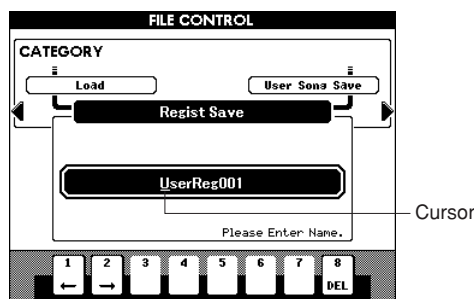 FILE CONTROL
CATEGORY
Load
User Song Save
Regist Save
UserReg001
Cursor
Please Enter Name.
1 2 3 4 5 6 7 8
← → DEL